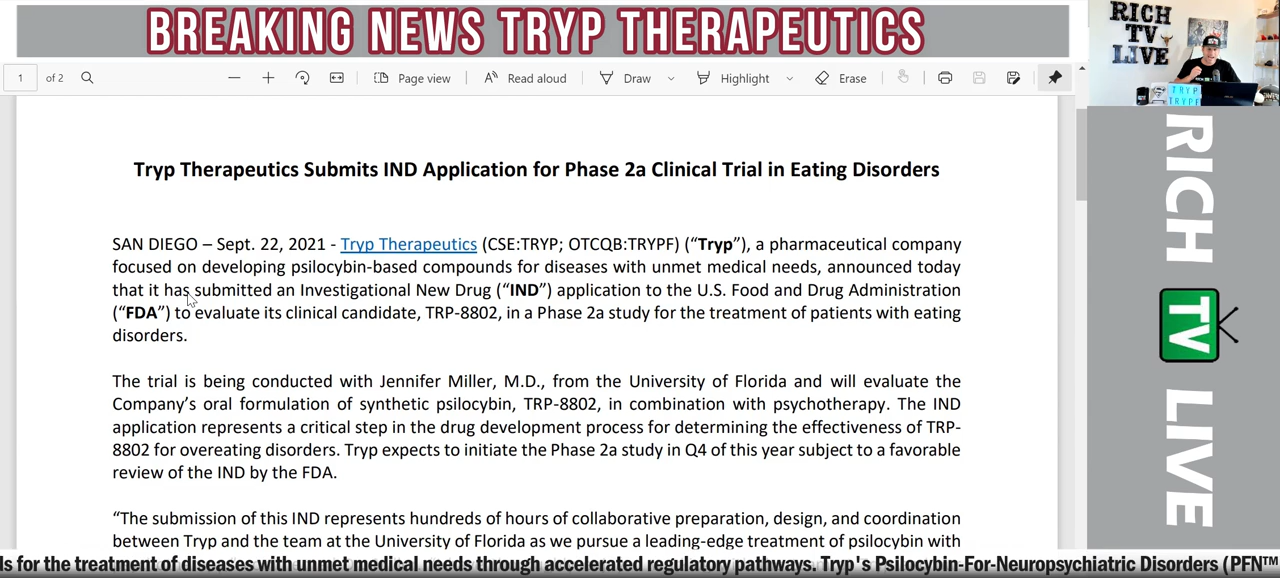 BREAKING NEWS TRYP THERAPEUTICS
RICH
TV
LIVE
TRYP
TRYPF
1 of 2
Page view
Read aloud
Draw
Highlight
Erase
Tryp Therapeutics Submits IND Application for Phase 2a Clinical Trial in Eating Disorders
SAN DIEGO – Sept. 22, 2021 - Tryp Therapeutics (CSE:TRYP; OTCQB:TRYPF) (“Tryp”), a pharmaceutical company
focused on developing psilocybin-based compounds for diseases with unmet medical needs, announced today
that it has submitted an Investigational New Drug (“IND”) application to the U.S. Food and Drug Administration
(“FDA”) to evaluate its clinical candidate, TRP-8802, in a Phase 2a study for the treatment of patients with eating
disorders.
The trial is being conducted with Jennifer Miller, M.D., from the University of Florida and will evaluate the
Company’s oral formulation of synthetic psilocybin, TRP-8802, in combination with psychotherapy. The IND
application represents a critical step in the drug development process for determining the effectiveness of TRP-
8802 for overeating disorders. Tryp expects to initiate the Phase 2a study in Q4 of this year subject to a favorable
review of the IND by the FDA.
“The submission of this IND represents hundreds of hours of collaborative preparation, design, and coordination
between Tryp and the team at the University of Florida as we pursue a leading-edge treatment of psilocybin with
RICH TV LIVE
ls for the treatment of diseases with unmet medical needs through accelerated regulatory pathways. Tryp's Psilocybin-For-Neuropsychiatric Disorders (PFN™